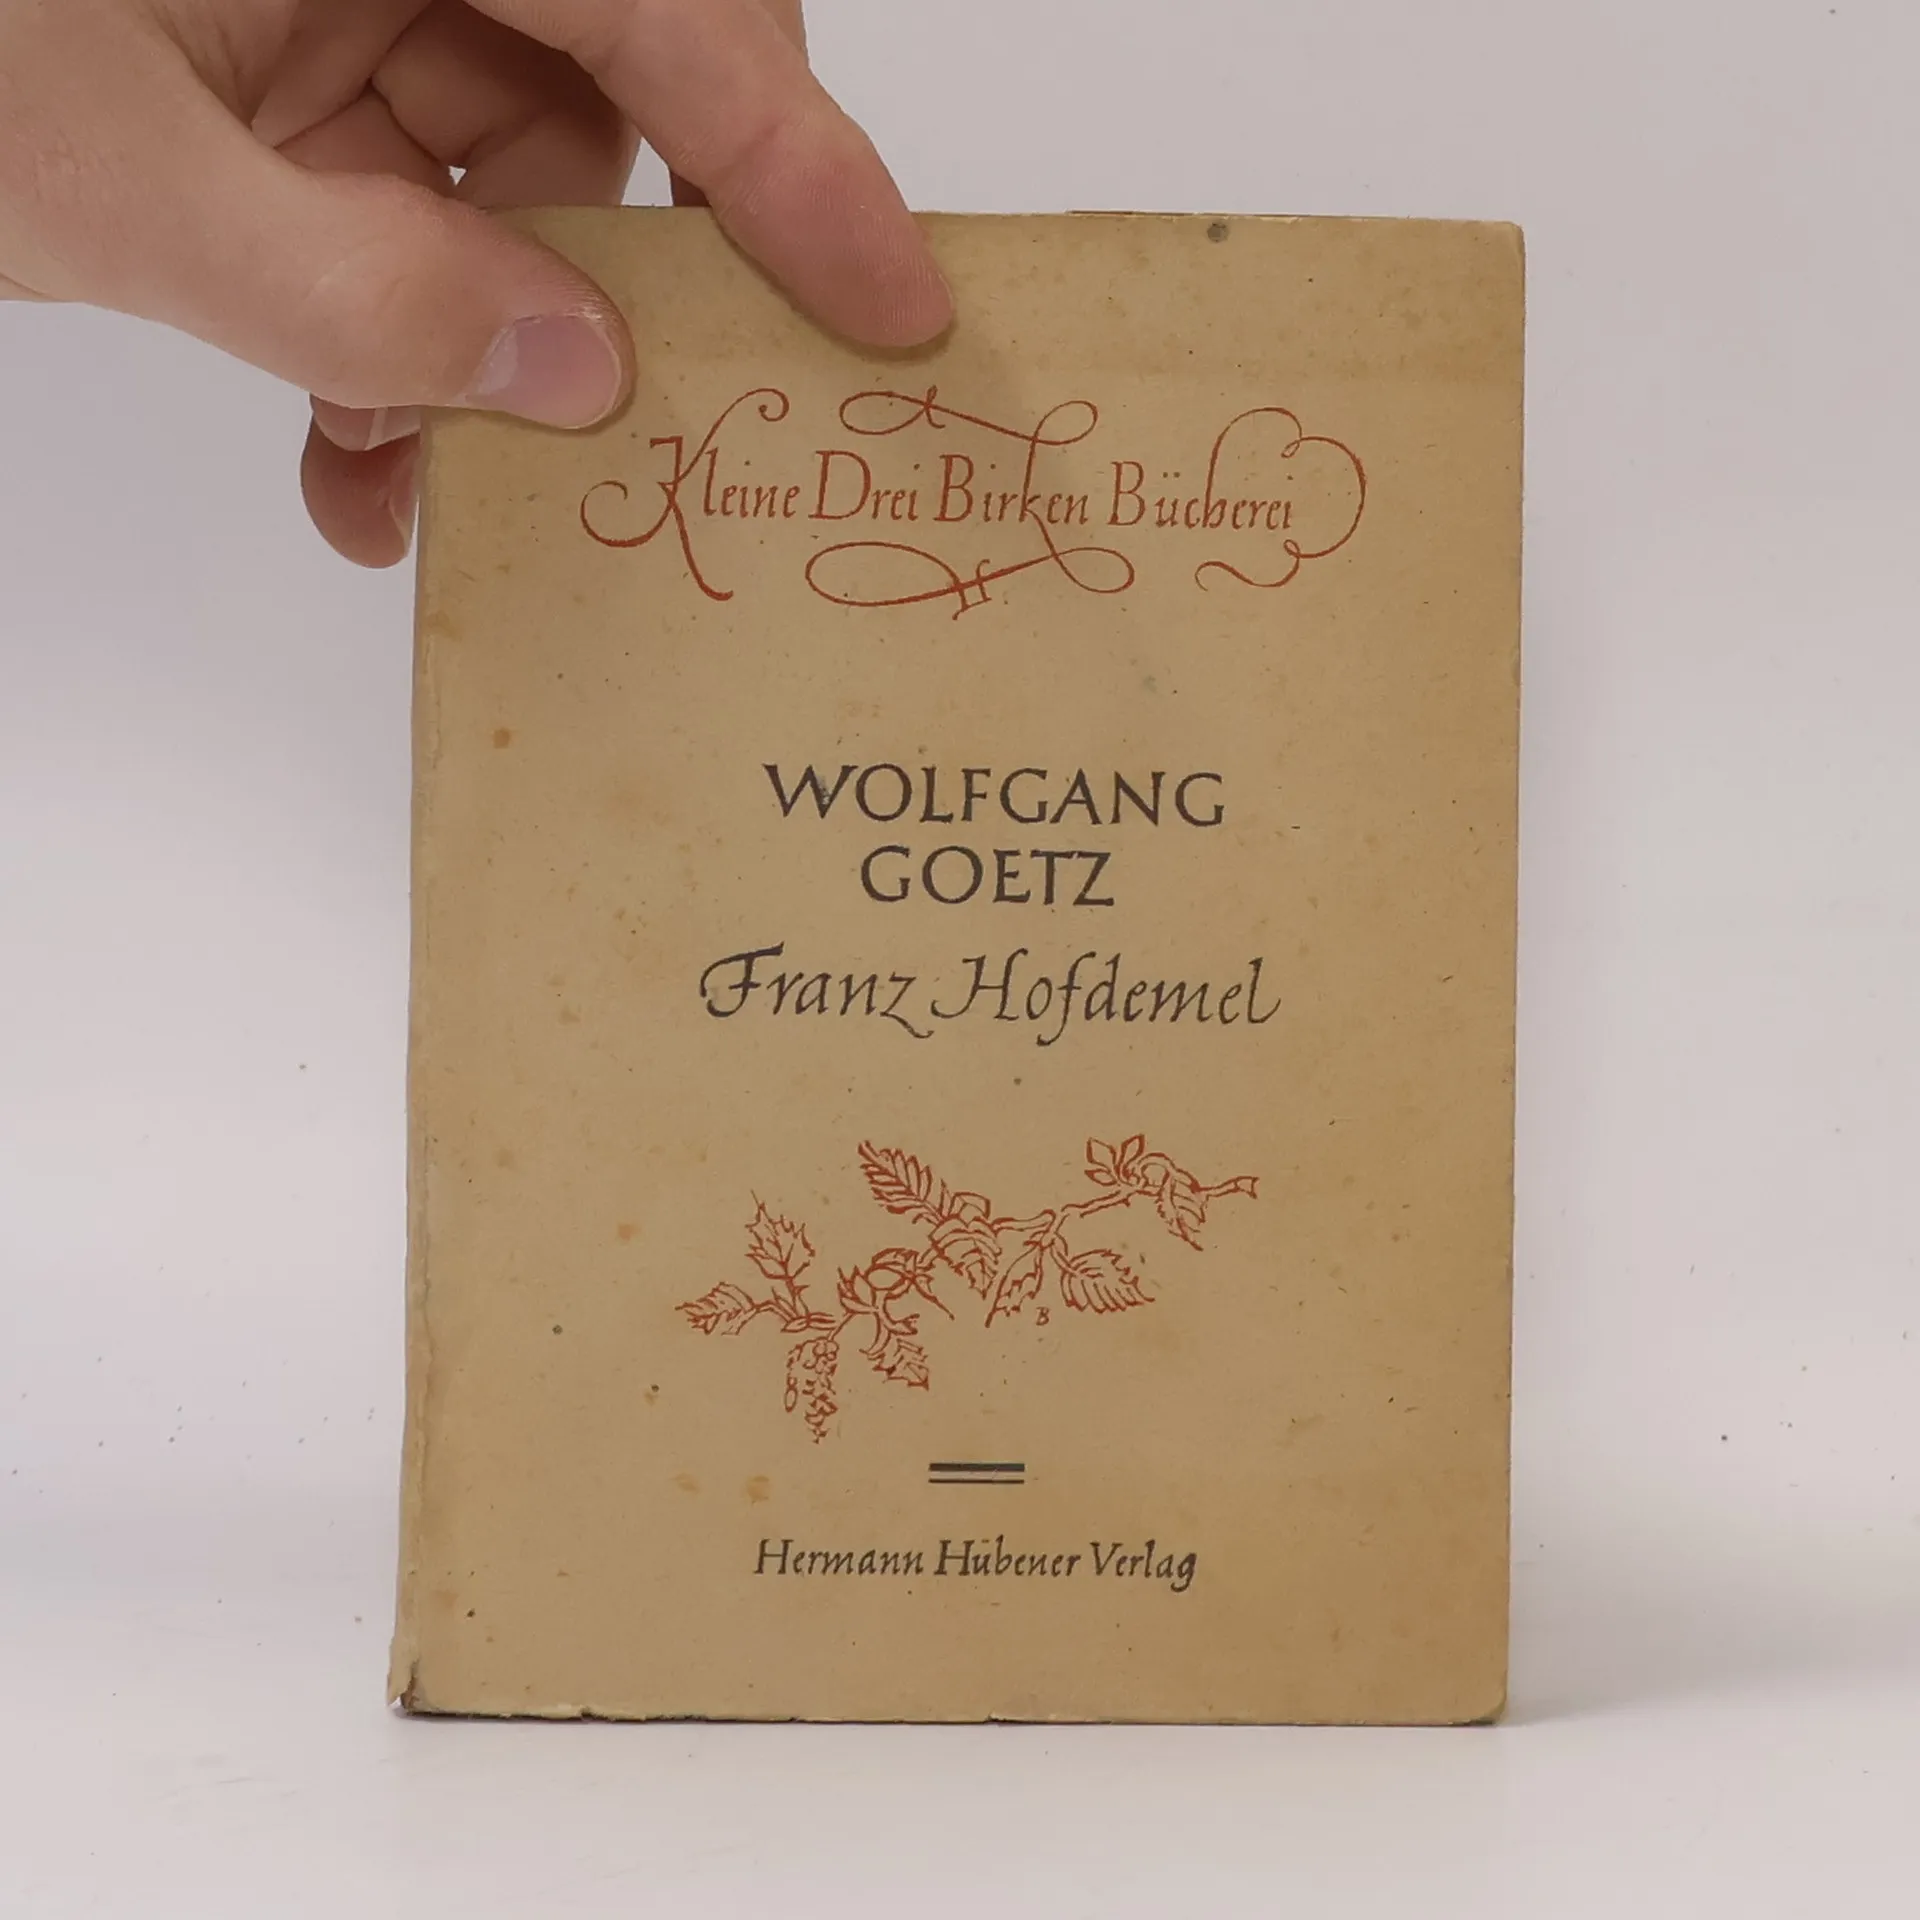 Kleine Drei Birken Bücherei
WOLFGANG
GOETZ
Franz Hofdemel
B
Hermann Hübener Verlag